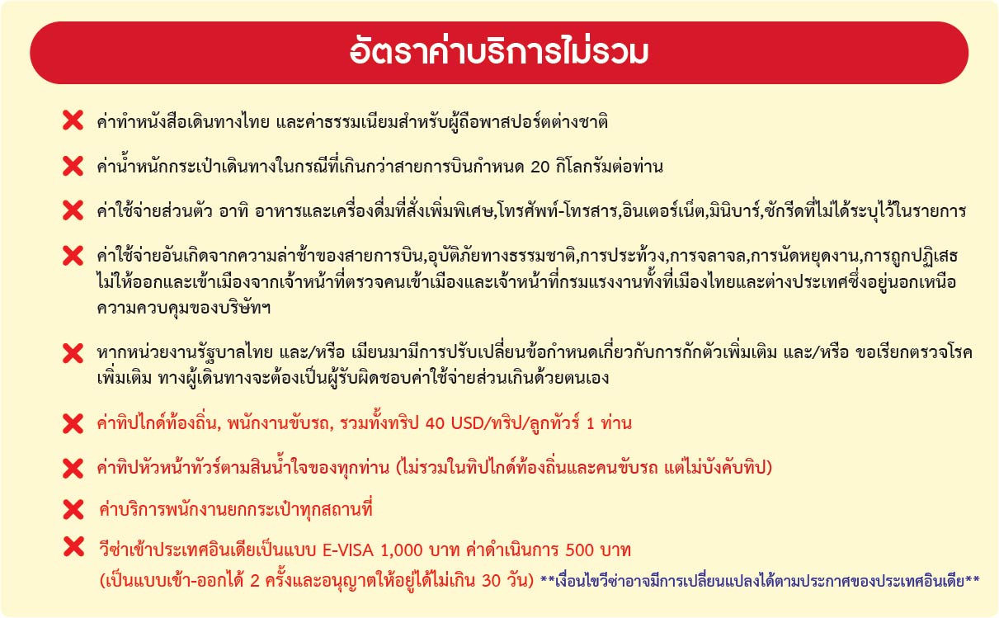 อัตราค่าบริการไม่รวม
ค่าทำหนังสือเดินทางไทย และค่าธรรมเนียมสำหรับผู้ถือพาสปอร์ตต่างชาติ
ค่าน้ำหนักกระเป๋าเดินทางในกรณีที่เกินกว่าสายการบินกำหนด 20 กิโลกรัมต่อท่าน
ค่าใช้จ่ายส่วนตัว อาทิ อาหารและเครื่องดื่มที่สั่งเพิ่มพิเศษ,โทรศัพท์-โทรสาร,อินเตอร์เน็ต,มินิบาร์,ซักรีดที่ไม่ได้ระบุไว้ในรายการ
ค่าใช้จ่ายอันเกิดจากความล่าช้าของสายการบิน,อุบัติภัยทางธรรมชาติ,การประท้วง,การจลาจล,การนัดหยุดงาน,การถูกปฏิเสธ
ไม่ให้ออกและเข้าเมืองจากเจ้าหน้าที่ตรวจคนเข้าเมืองและเจ้าหน้าที่กรมแรงงานทั้งที่เมืองไทยและต่างประเทศซึ่งอยู่นอกเหนือ
ความควบคุมของบริษัทฯ
หากหน่วยงานรัฐบาลไทย และ/หรือ เมียนมามีการปรับเปลี่ยนข้อกำหนดเกี่ยวกับการกักตัวเพิ่มเติม และ/หรือ ขอเรียกตรวจโรค
เพิ่มเติม ทางผู้เดินทางจะต้องเป็นผู้รับผิดชอบค่าใช้จ่ายส่วนเกินด้วยตนเอง
ค่าทิปไกด์ท้องถิ่น, พนักงานขับรถ, รวมทั้งทริป 40 USD/ทริป/ลูกทัวร์ 1 ท่าน
ค่าทิปหัวหน้าทัวร์ตามสินน้ำใจของทุกท่าน (ไม่รวมในทิปไกด์ท้องถิ่นและคนขับรถ แต่ไม่บังคับทิป)
ค่าบริการพนักงานยกกระเป๋าทุกสถานที่
วีซ่าเข้าประเทศอินเดียเป็นแบบ E-VISA 1,000 บาท ค่าดำเนินการ 500 บาท
(เป็นแบบเข้า-ออกได้ 2 ครั้งและอนุญาตให้อยู่ได้ไม่เกิน 30 วัน) **เงื่อนไขวีซ่าอาจมีการเปลี่ยนแปลงได้ตามประกาศของประเทศอินเดีย**